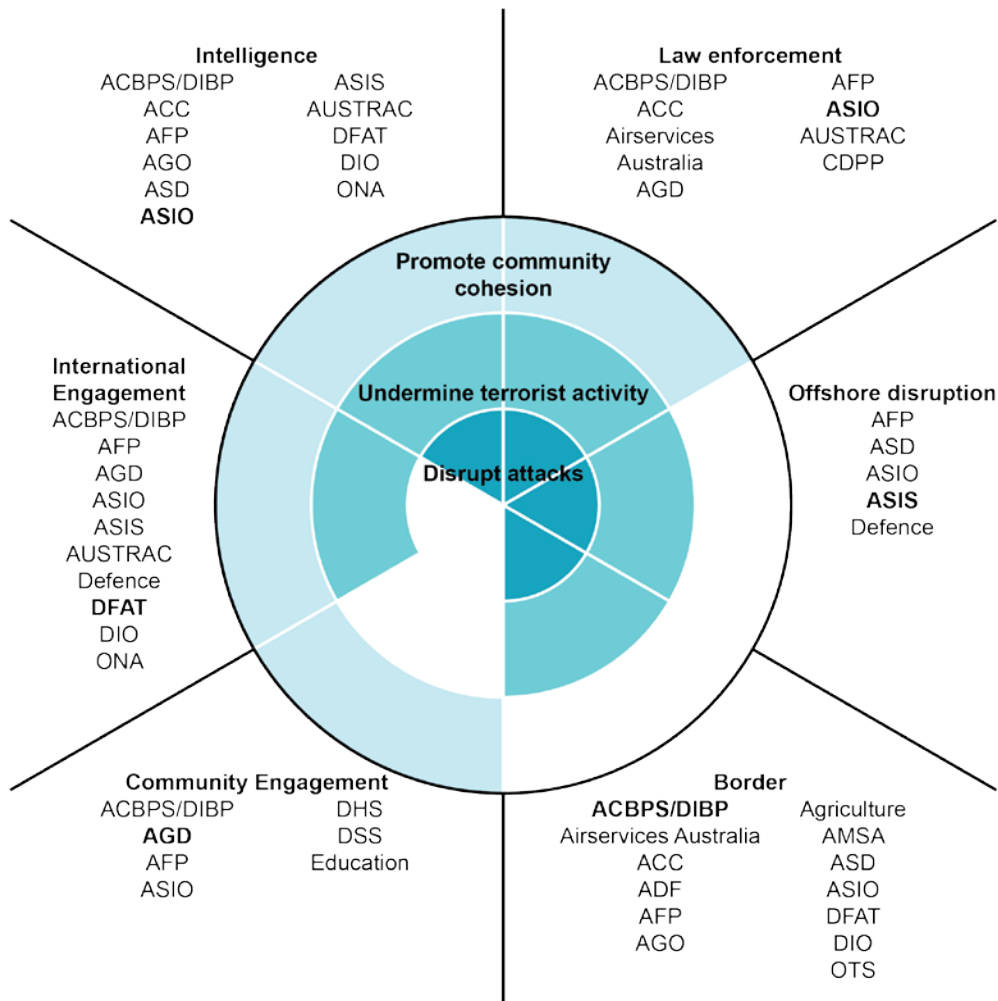 Intelligence
ACBPS/DIBP
ACC
AFP
AGO
ASD
ASIO
ASIS
AUSTRAC
DFAT
DIO
ONA
Law enforcement
ACBPS/DIBP
ACC
Airservices
Australia
AGD
AFP
ASIO
AUSTRAC
CDPP
Promote community
cohesion
Undermine terrorist activity
Disrupt attacks
International
Engagement
ACBPS/DIBP
AFP
AGD
ASIO
ASIS
AUSTRAC
Defence
DFAT
DIO
ONA
Offshore disruption
AFP
ASD
ASIO
ASIS
Defence
Community Engagement
ACBPS/DIBP
AGD
AFP
ASIO
DHS
DSS
Education
Border
ACBPS/DIBP
Airservices Australia
ACC
ADF
AFP
AGO
Agriculture
AMSA
ASD
ASIO
DFAT
DIO
OTS